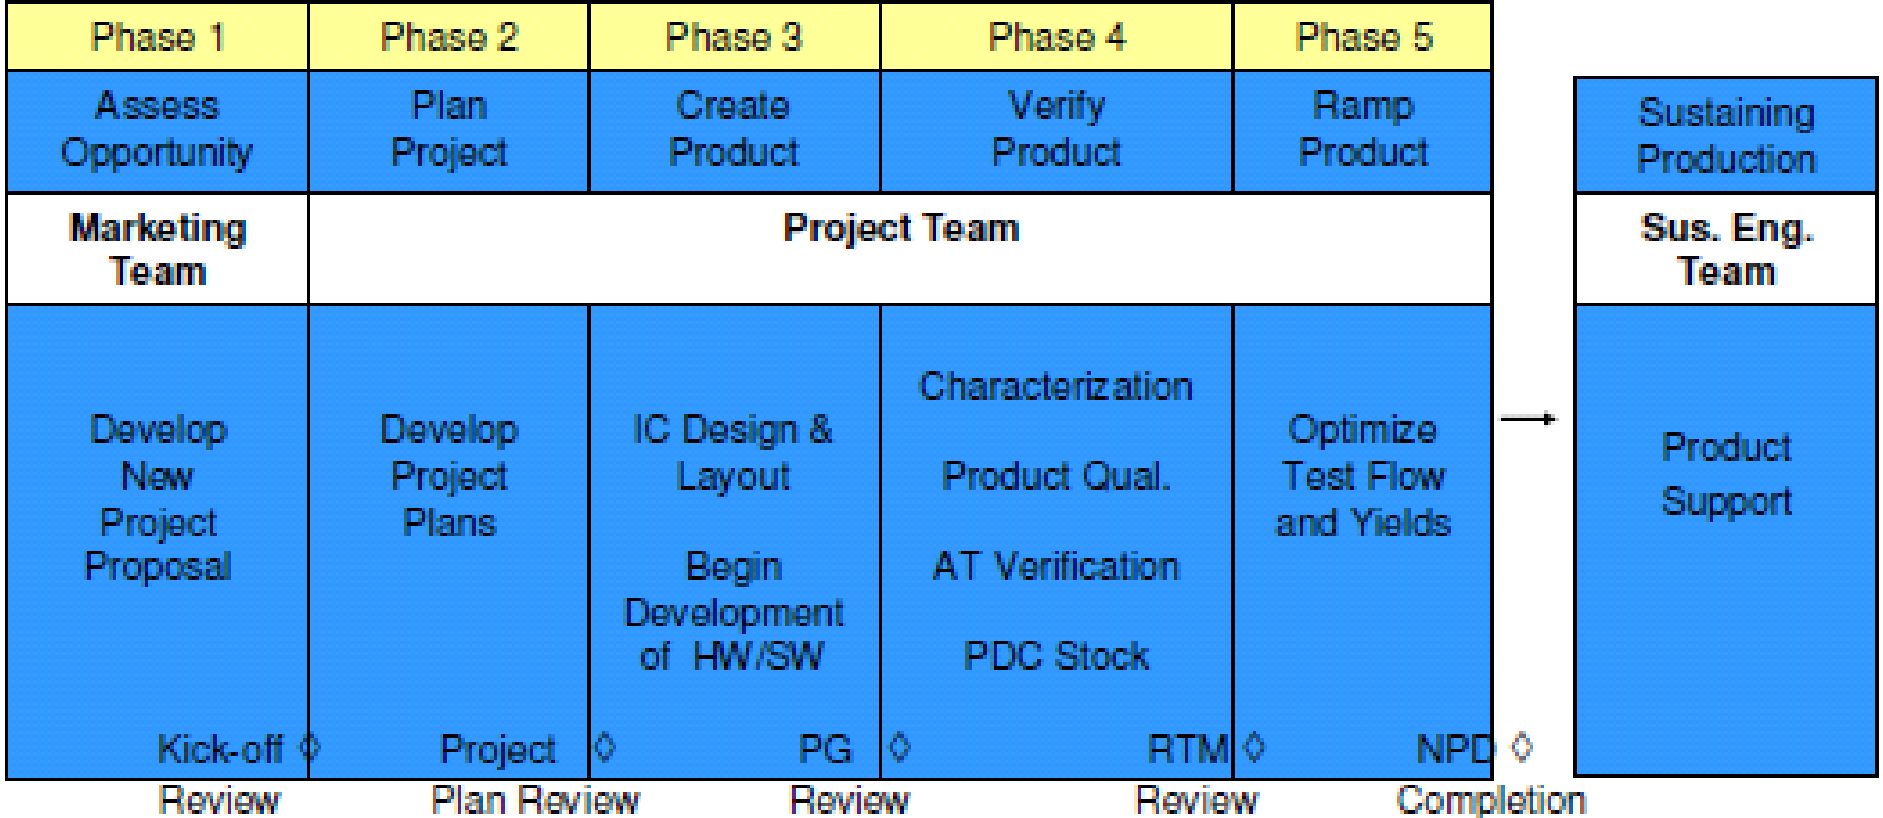 Phase 1
Phase 2
Phase 3
Phase 4
Phase 5
Assess
Opportunity
Plan
Project
Create
Product
Verify
Product
Ramp
Product
Sustaining
Production
Marketing
Team
Project Team
Sus. Eng.
Team
Develop
New
Project
Proposal
Develop
Project
Plans
IC Design &
Layout
Begin
Development
of HW/SW
Characterization
Product Qual.
AT Verification
PDC Stock
Optimize
Test Flow
and Yields
Product
Support
Kick-off ◊
Review
Project ◊
Plan Review
PG ◊
Review
RTM ◊
Review
NPD ◊
Completion